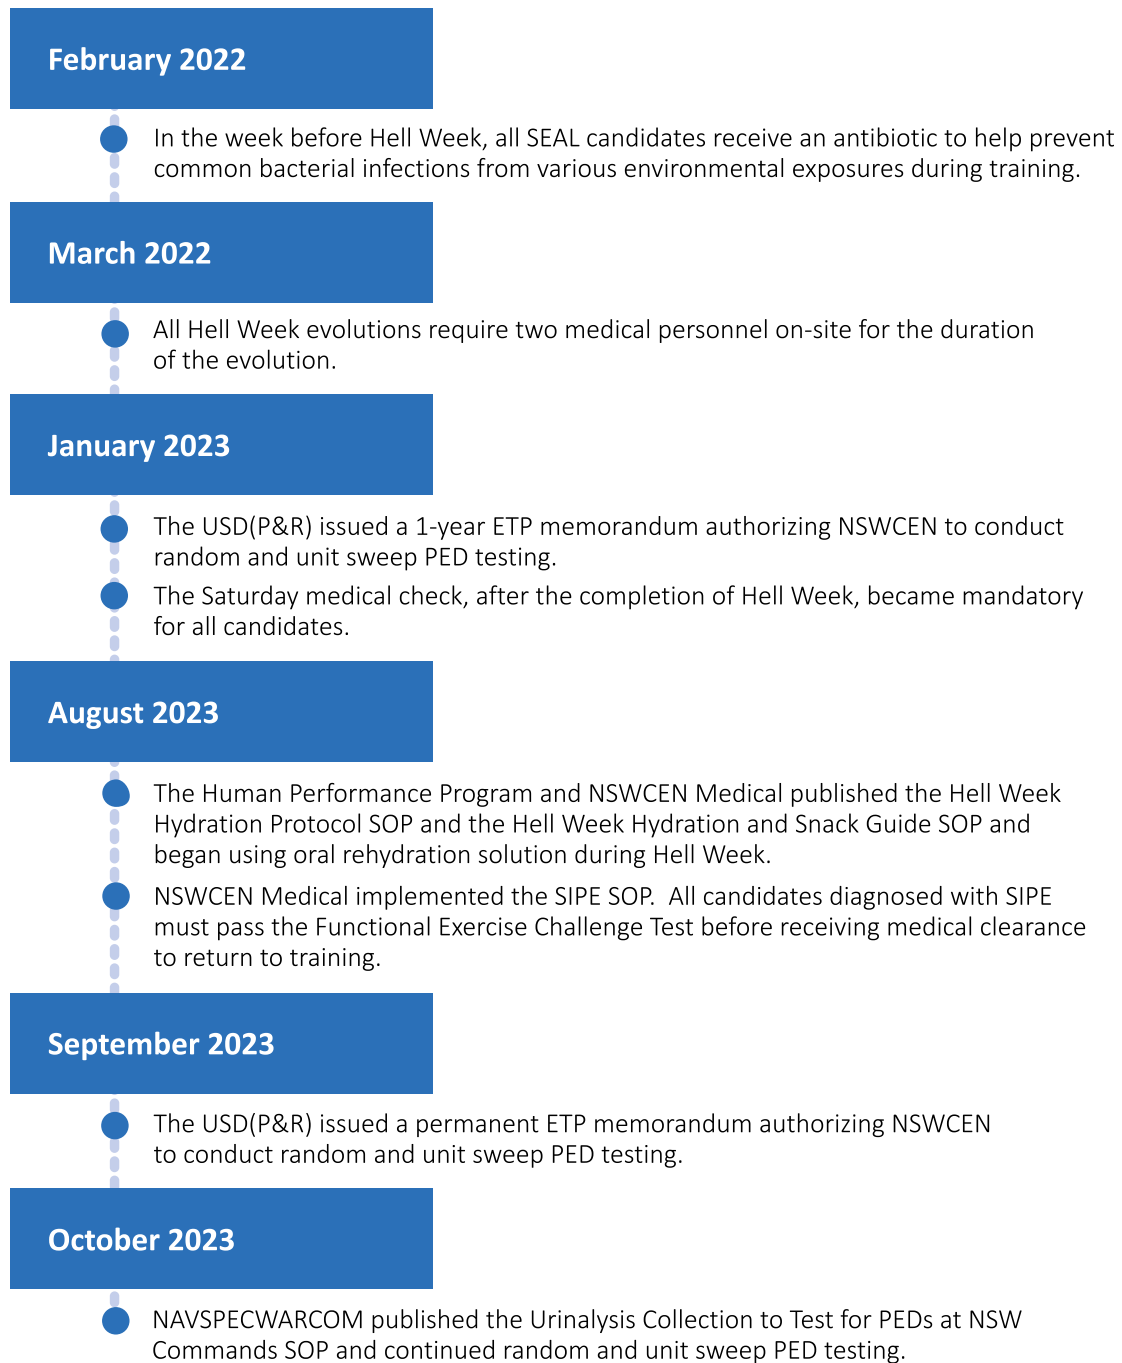 February 2022
In the week before Hell Week, all SEAL candidates receive an antibiotic to help prevent
common bacterial infections from various environmental exposures during training.
March 2022
All Hell Week evolutions require two medical personnel on-site for the duration
of the evolution.
January 2023
The USD(P&R) issued a 1-year ETP memorandum authorizing NSWCEN to conduct
random and unit sweep PED testing.
The Saturday medical check, after the completion of Hell Week, became mandatory
for all candidates.
August 2023
The Human Performance Program and NSWCEN Medical published the Hell Week
Hydration Protocol SOP and the Hell Week Hydration and Snack Guide SOP and
began using oral rehydration solution during Hell Week.
NSWCEN Medical implemented the SIPE SOP.  All candidates diagnosed with SIPE
must pass the Functional Exercise Challenge Test before receiving medical clearance
to return to training.
September 2023
The USD(P&R) issued a permanent ETP memorandum authorizing NSWCEN
to conduct random and unit sweep PED testing.
October 2023
NAVSPECWARCOM published the Urinalysis Collection to Test for PEDs at NSW
Commands SOP and continued random and unit sweep PED testing.